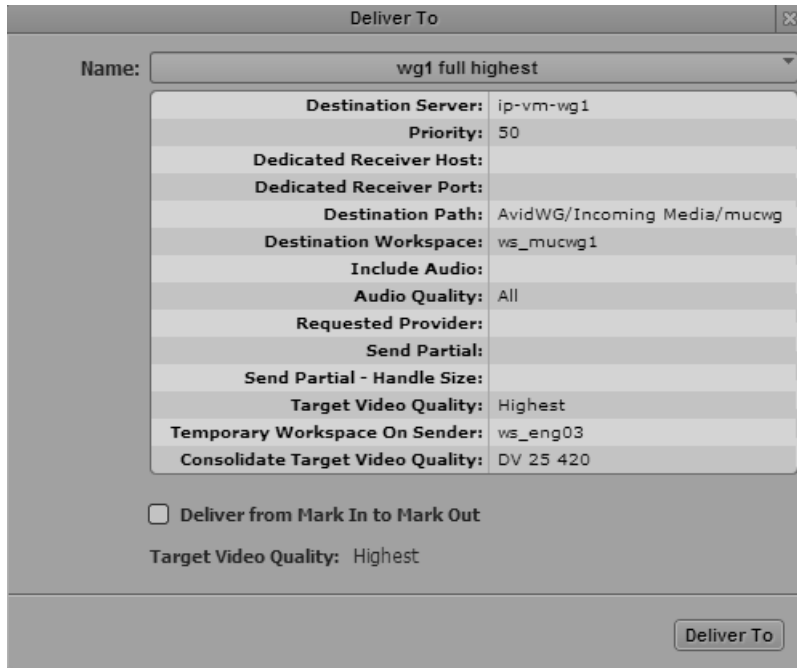 Deliver To
Name: wg1 full highest
Destination Server: ip-vm-wg1
Priority: 50
Dedicated Receiver Host:
Dedicated Receiver Port:
Destination Path: AvidWG/Incoming Media/mucwg
Destination Workspace: ws_mucwg1
Include Audio:
Audio Quality: All
Requested Provider:
Send Partial:
Send Partial - Handle Size:
Target Video Quality: Highest
Temporary Workspace On Sender: ws_eng03
Consolidate Target Video Quality: DV 25 420
Deliver from Mark In to Mark Out
Target Video Quality: Highest
Deliver To